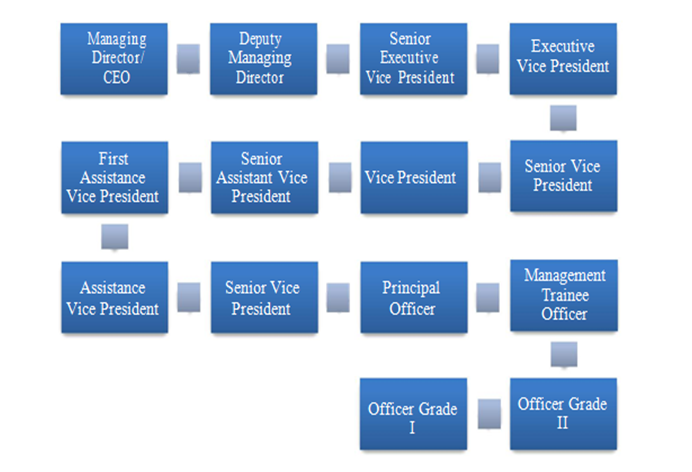 Managing
Director/
CEO
Deputy
Managing
Director
Senior
Executive
Vice President
Executive
Vice President
Senior Vice
President
Vice President
Senior
Assistant Vice
President
First
Assistance
Vice President
Assistance
Vice President
Senior Vice
President
Principal
Officer
Management
Trainee
Officer
Officer Grade
II
Officer Grade
I